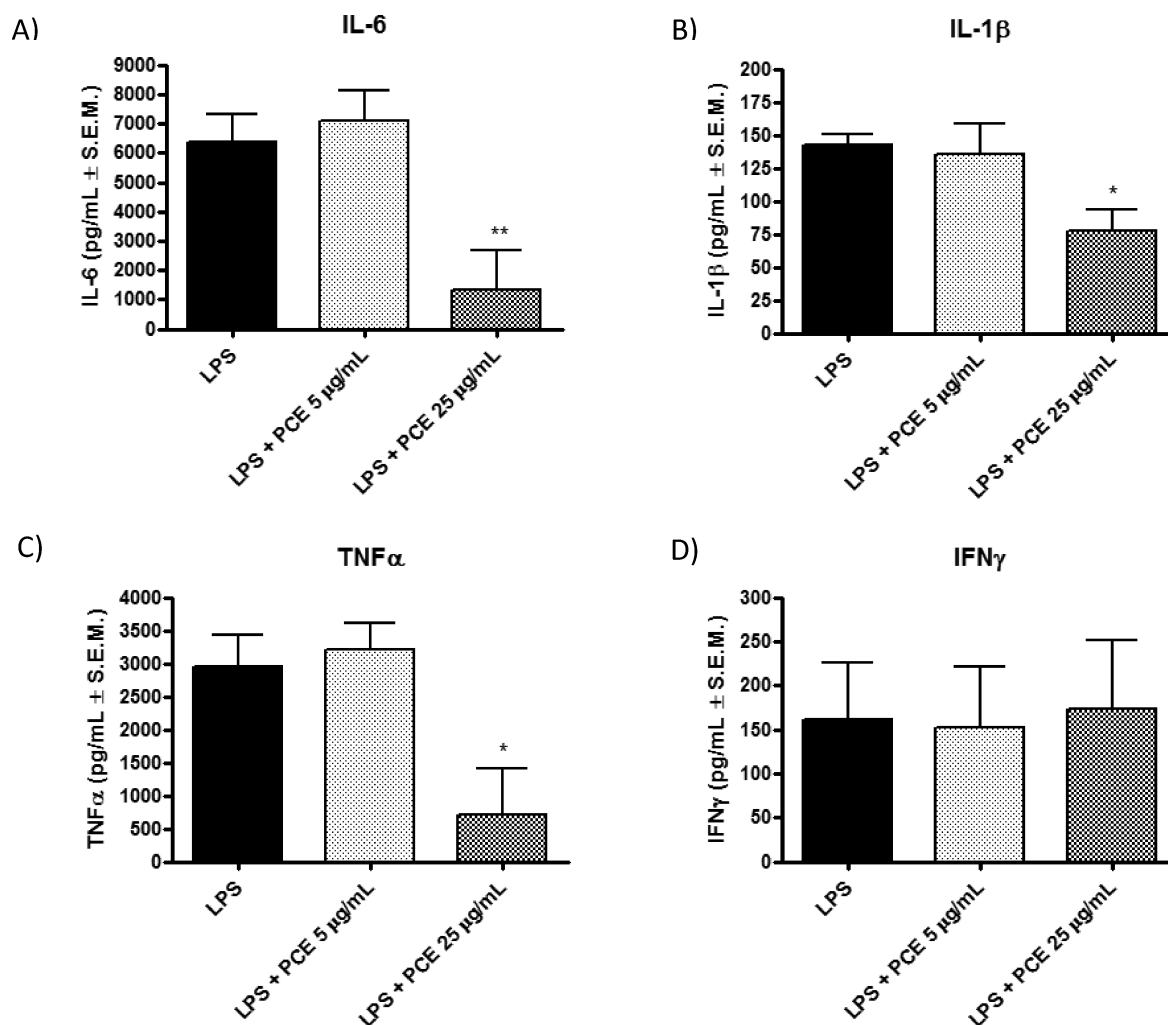 A)
IL-6
IL-6 (pg/mL ± S.E.M.)
9000
8000
7000
6000
5000
4000
3000
2000
1000
0
**
LPS
LPS + PCE 5 µg/mL
LPS + PCE 25 µg/mL
B)
IL-1β
IL-1β (pg/mL ± S.E.M.)
200
175
150
125
100
75
50
25
0
*
LPS
LPS + PCE 5 µg/mL
LPS + PCE 25 µg/mL
C)
TNFα
TNFα (pg/mL ± S.E.M.)
4000
3500
3000
2500
2000
1500
1000
500
0
*
LPS
LPS + PCE 5 µg/mL
LPS + PCE 25 µg/mL
D)
IFNγ
IFNγ (pg/mL ± S.E.M.)
300
250
200
150
100
50
0
LPS
LPS + PCE 5 µg/mL
LPS + PCE 25 µg/mL